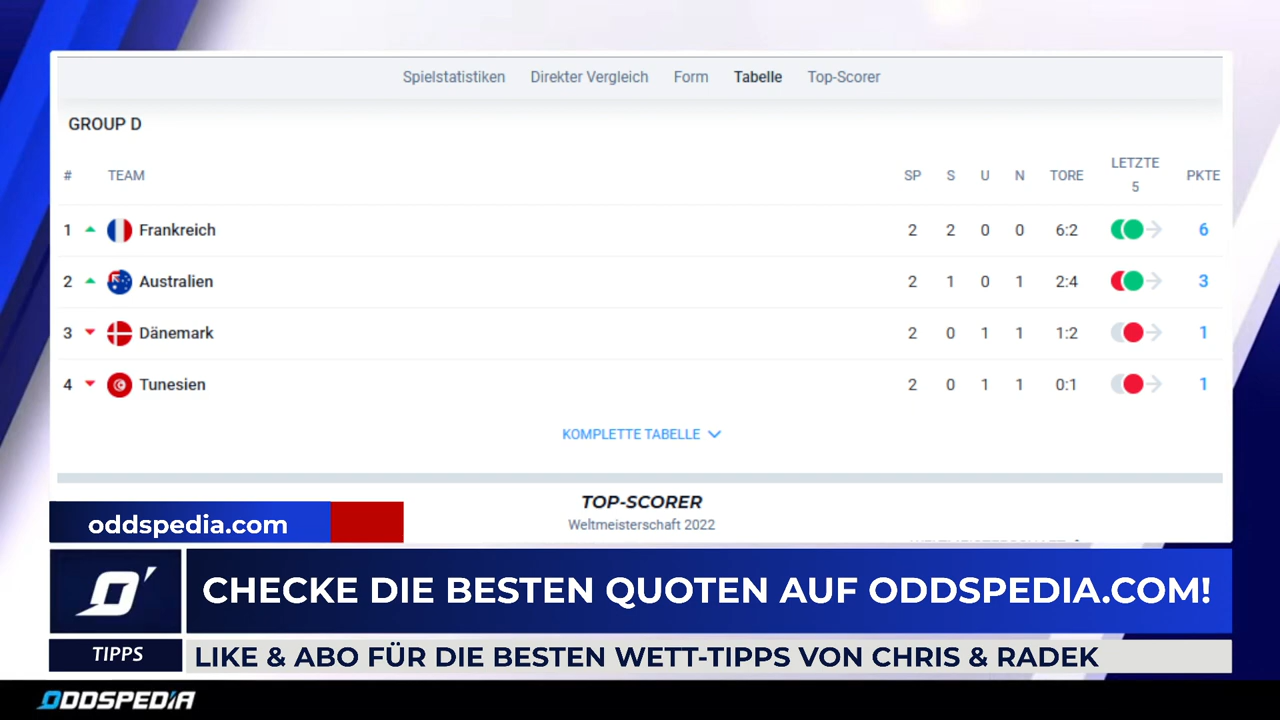 Spielstatistiken Direkter Vergleich Form Tabelle Top-Scorer
GROUP D
# TEAM SP S U N TORE LETZTE 5 PKTE
1 Frankreich 2 2 0 0 6:2 6
2 Australien 2 1 0 1 2:4 3
3 Dänemark 2 0 1 1 1:2 1
4 Tunesien 2 0 1 1 0:1 1
KOMPLETTE TABELLE
TOP-SCORER
Weltmeisterschaft 2022
oddspedia.com
CHECKE DIE BESTEN QUOTEN AUF ODDSPEDIA.COM!
TIPPS
LIKE & ABO FÜR DIE BESTEN WETT-TIPPS VON CHRIS & RADEK
ODDSPEDIA